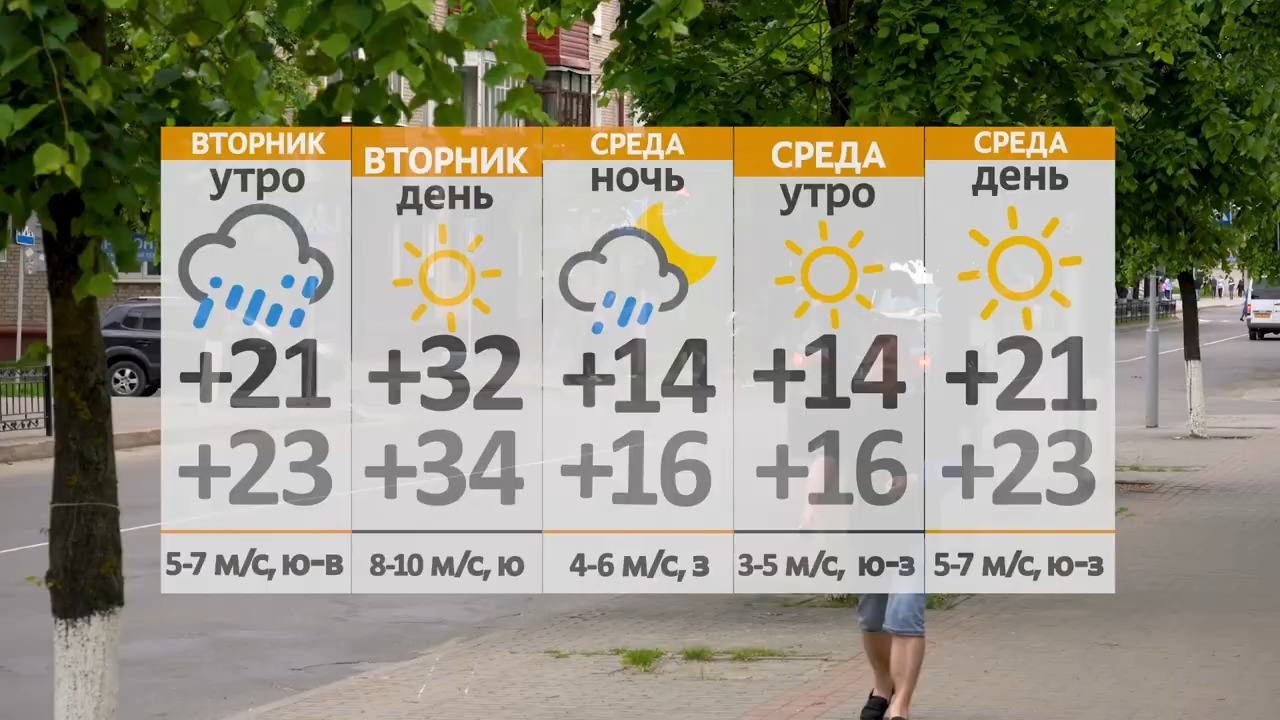 ВТОРНИК
утро
+21
+23
5-7 м/с, ю-в
ВТОРНИК
день
+32
+34
8-10 м/с, ю
СРЕДА
ночь
+14
+16
4-6 м/с, з
СРЕДА
утро
+14
+16
3-5 м/с, ю-з
СРЕДА
день
+21
+23
5-7 м/с, ю-з